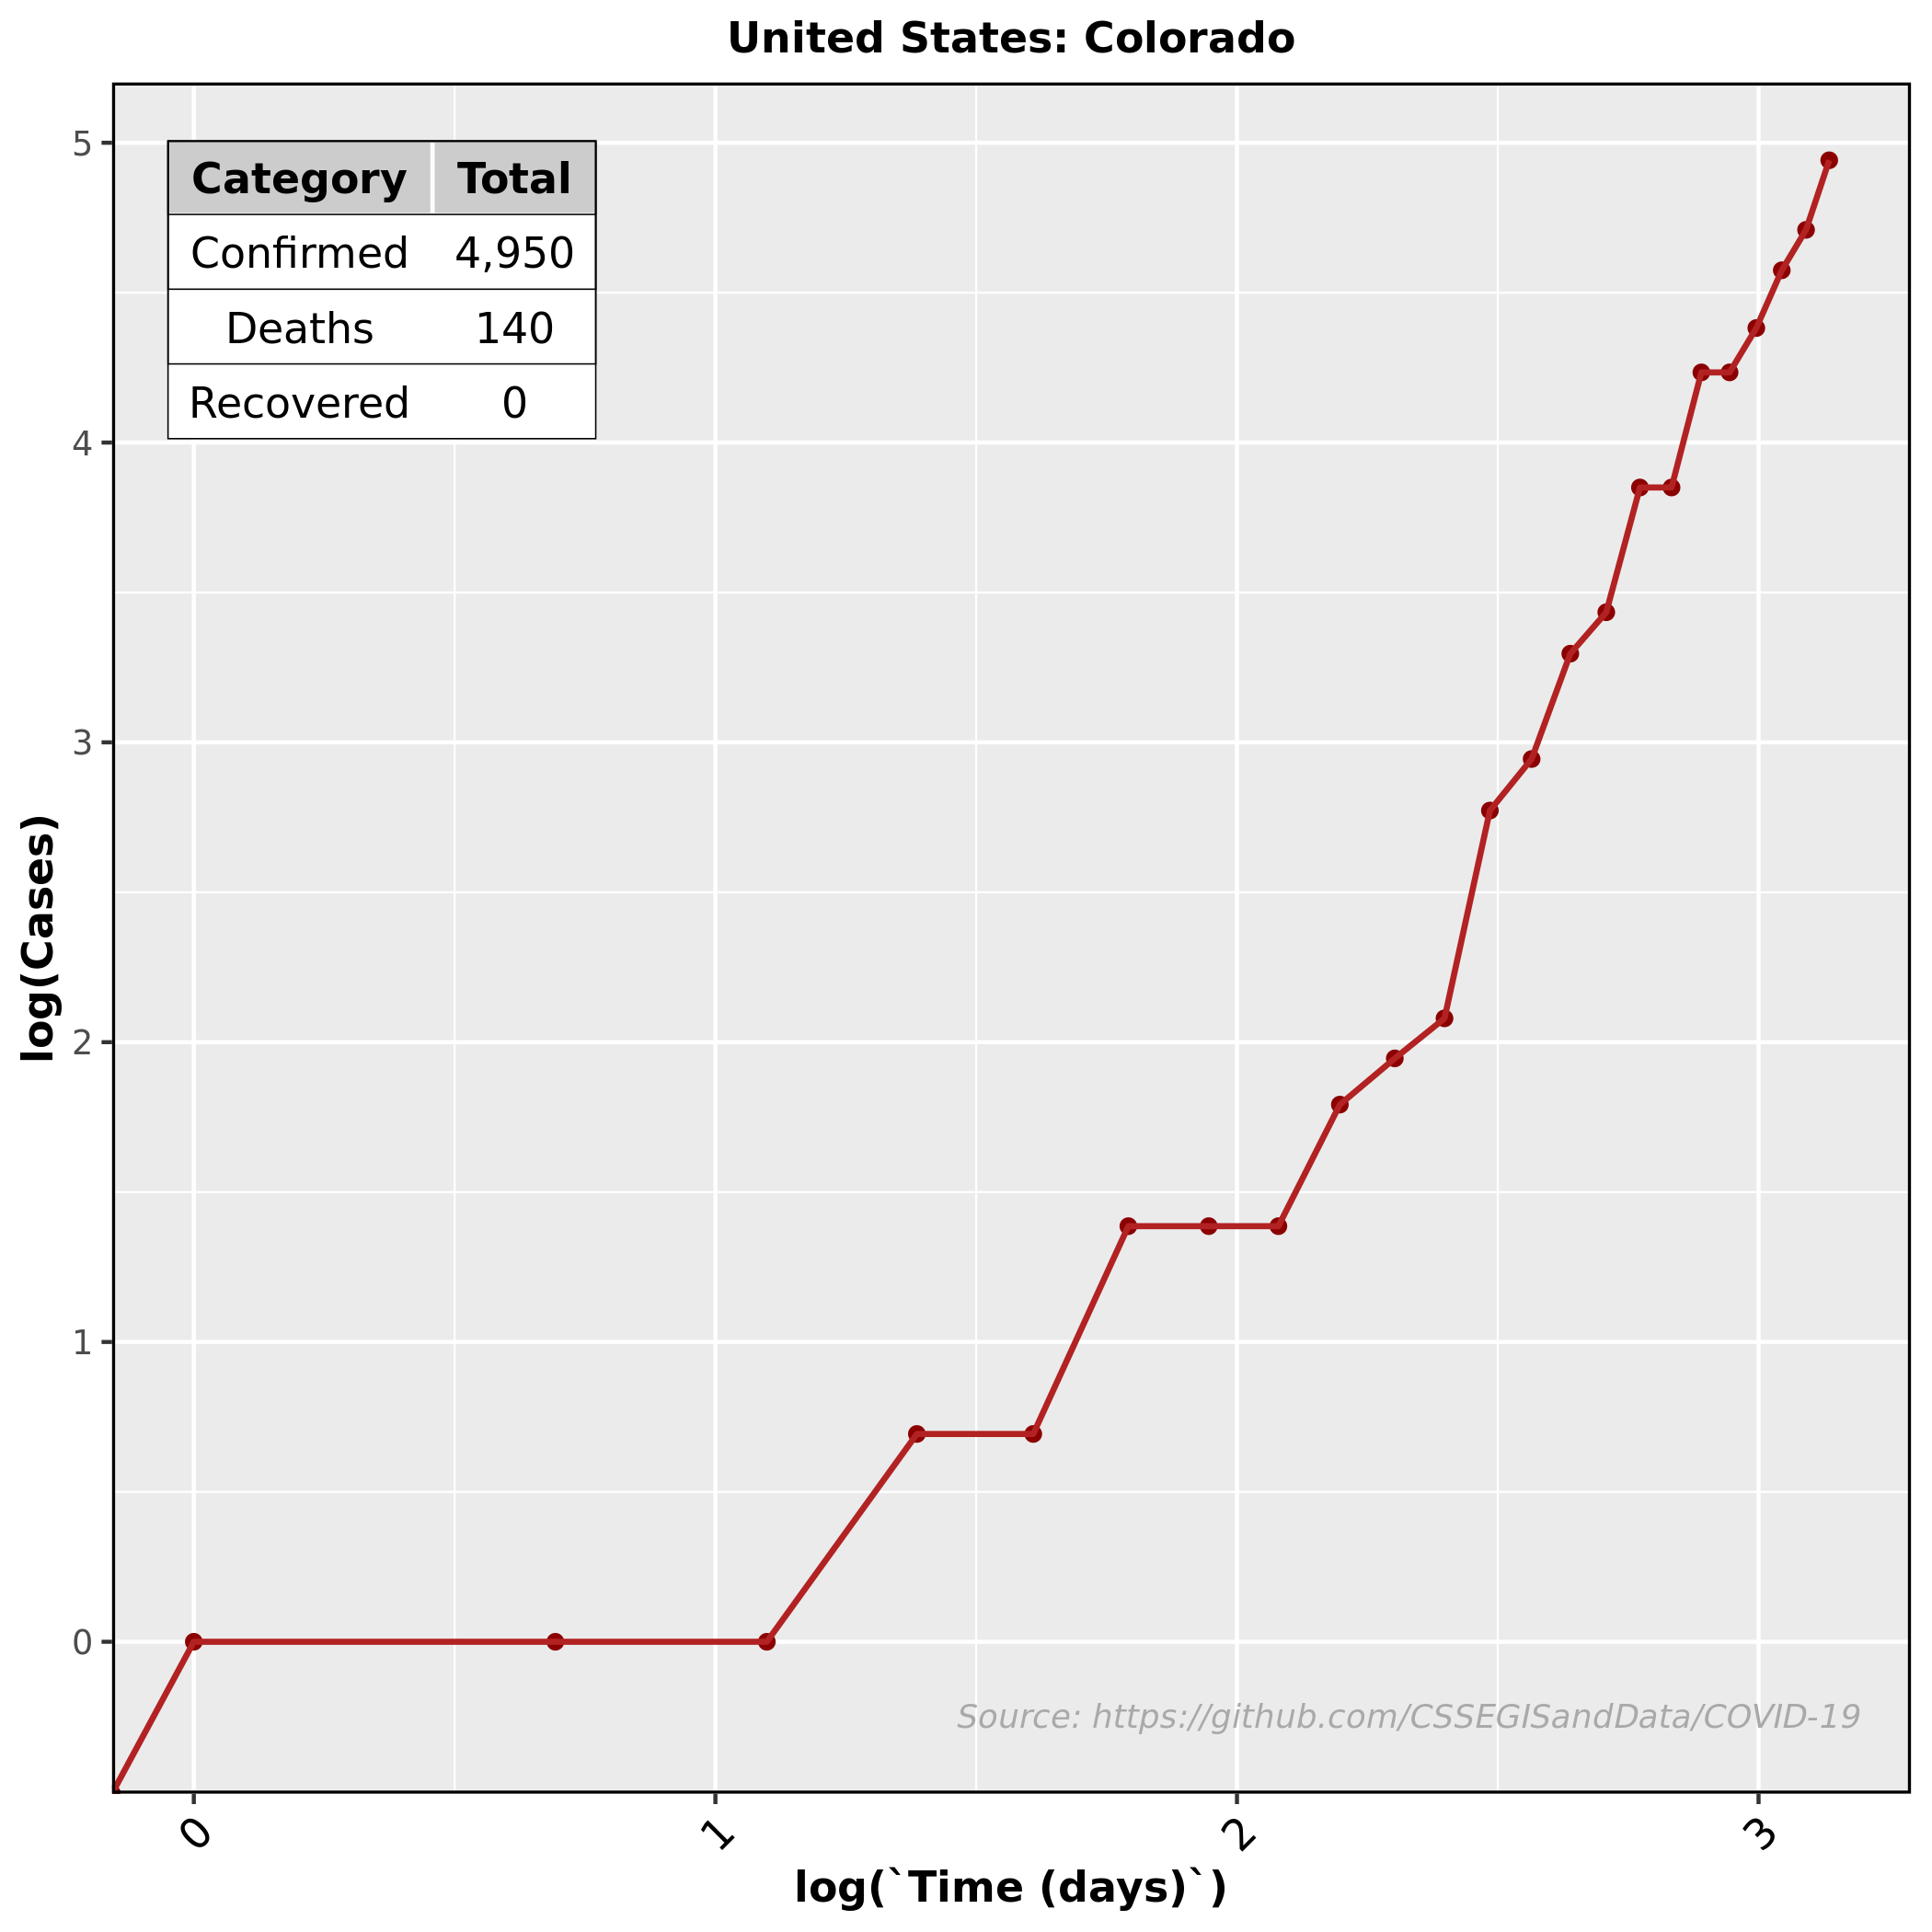 United States: Colorado
Category Total
Confirmed 4,950
Deaths 140
Recovered 0
5
4
3
2
1
0
log(Cases)
Source: https://github.com/CSSEGISandData/COVID-19
0 1 2 3
log(`Time (days)`)